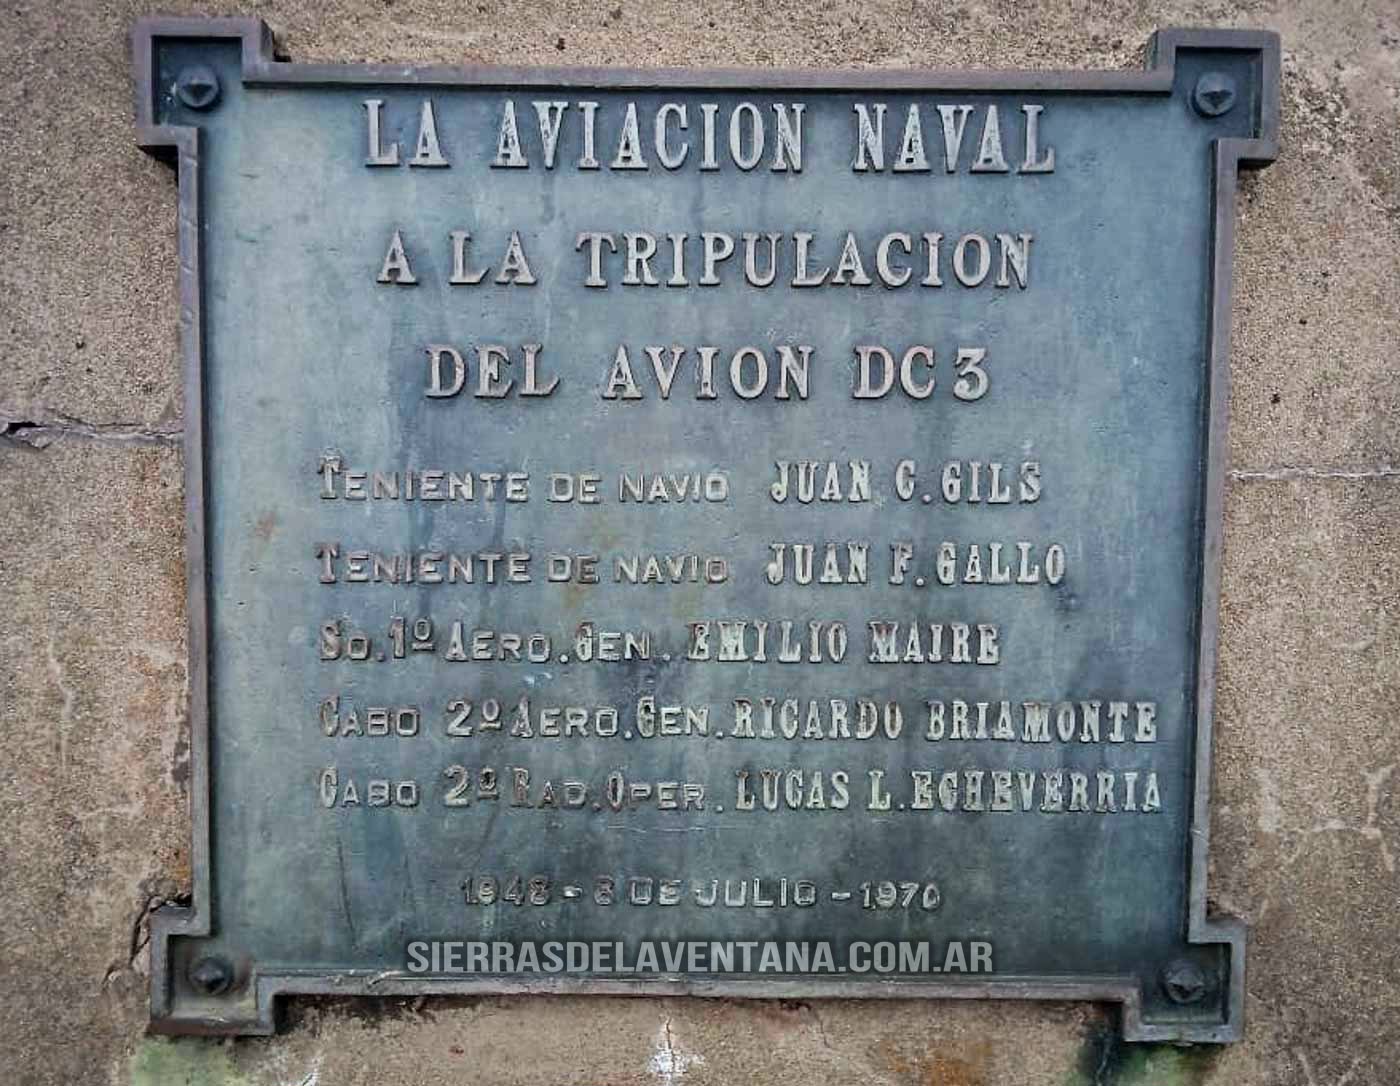 LA AVIACION NAVAL
A LA TRIPULACION
DEL AVION DC3
TENIENTE DE NAVIO JUAN C. GILS
TENIENTE DE NAVIO JUAN F. GALLO
SO. 1º AERO. GEN. EMILIO MAIRE
CABO 2º AERO. GEN. RICARDO BRIAMONTE
CABO 2º RAD. OPER. LUCAS L. ECHEVERRIA
1948 - 8 DE JULIO - 1970
SIERRASDELAVENTANA.COM.AR